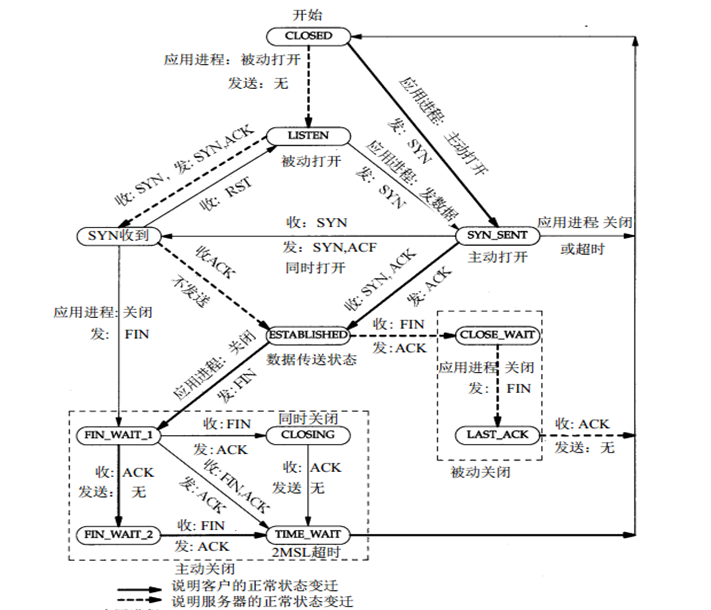 开始
CLOSED
应用进程：被动打开
发送：无
应用进程：主动打开
发：SYN
LISTEN
被动打开
收：SYN，发：SYN,ACK
收：RST
应用进程：发数据
发：SYN
SYN收到
收：SYN
发：SYN,ACF
同时打开
SYN_SENT
主动打开
应用进程:关闭
或超时
收ACK
不发送
收：SYN, ACK
发：ACK
应用进程:关闭
发：FIN
ESTABLISHED
数据传送状态
收：FIN
发：ACK
CLOSE_WAIT
应用进程 关闭
发： FIN
LAST_ACK
收：ACK
发送：无
被动关闭
应用进程：关闭
发:FIN
FIN_WAIT_1
收:FIN
发:ACK
同时关闭
CLOSING
收: ACK
发送： 无
收: FIN,ACK
发: ACK
收：ACK
发送 无
FIN_WAIT_2
收: FIN
发: ACK
TIME_WAIT
2MSL超时
主动关闭
说明客户的正常状态变迁
说明服务器的正常状态变迁